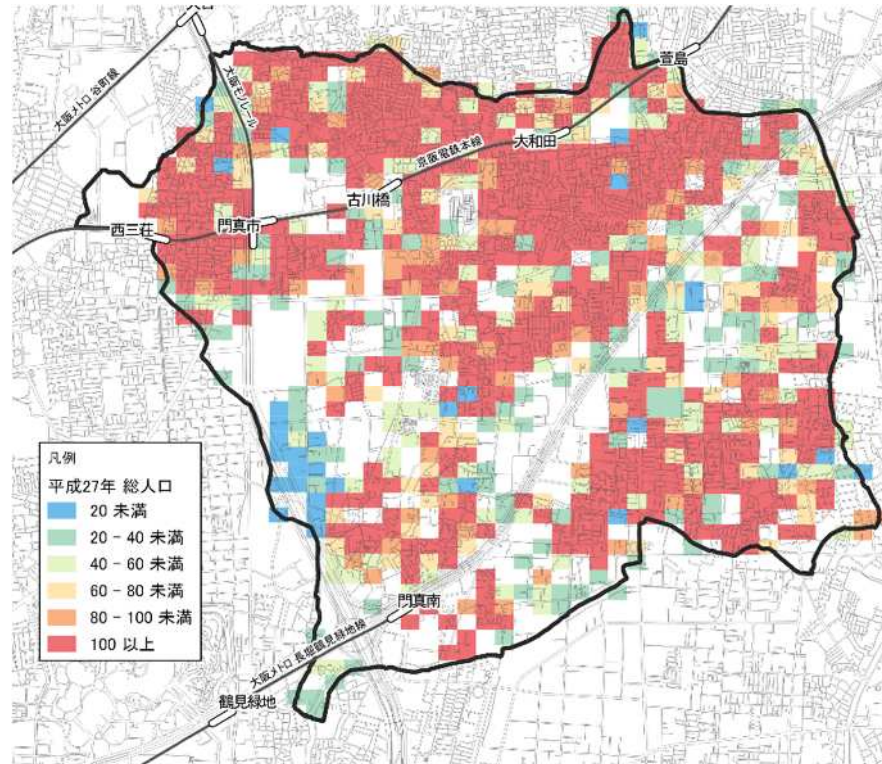 大阪メトロ 谷町線
大阪モノレール
萱島
大和田
京阪電鉄本線
古川橋
門真市
西三荘
凡例
平成27年 総人口
20 未満
20 - 40 未満
40 - 60 未満
60 - 80 未満
80 - 100 未満
100 以上
門真南
大阪メトロ 長堀鶴見緑地線
鶴見緑地